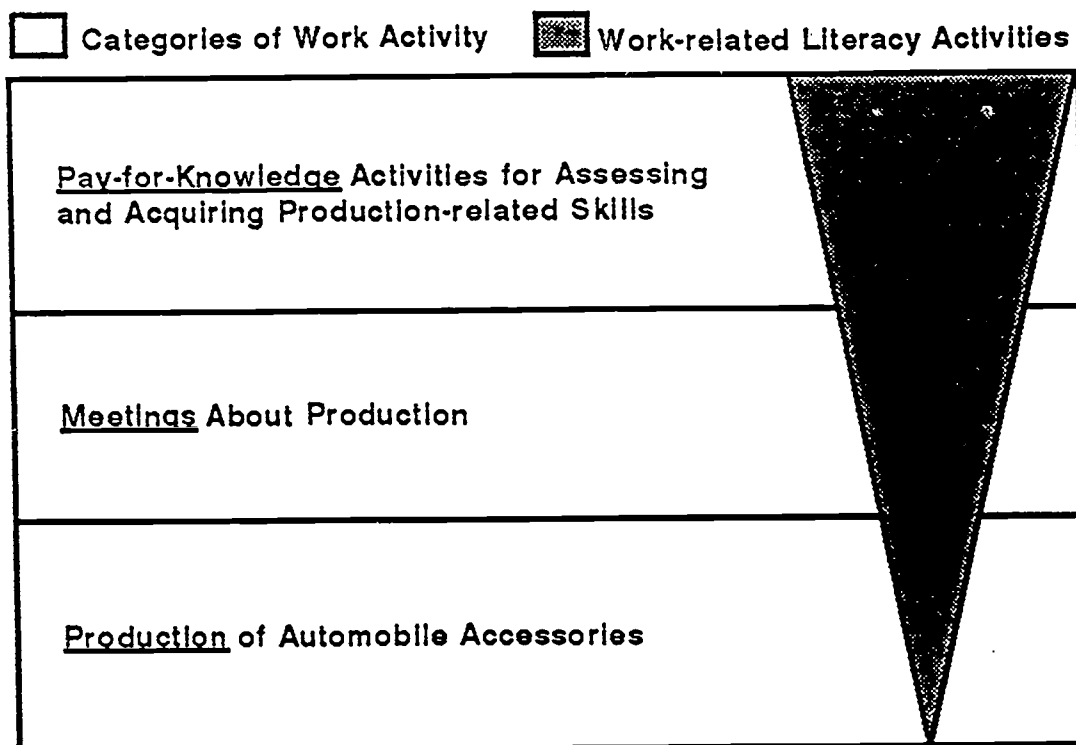 Categories of Work Activity
Work-related Literacy Activities
Pay-for-Knowledge Activities for Assessing
and Acquiring Production-related Skills
Meetings About Production
Production of Automobile Accessories